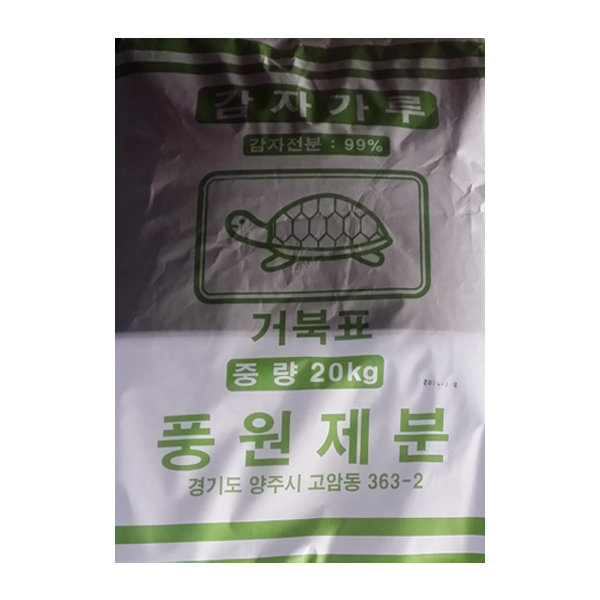 감자가루
감자전분 : 99%
거북표
중량 20kg
풍원제분
경기도 양주시 고암동 363-2